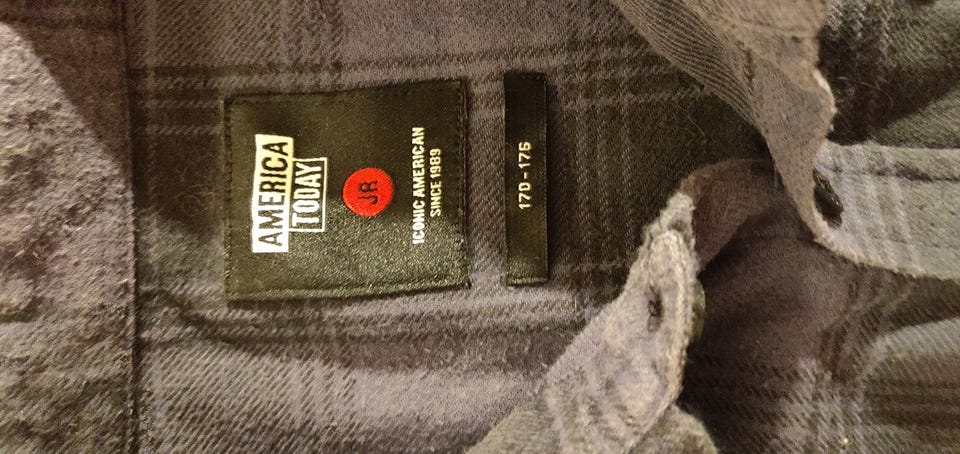 AMERICA
TODAY
JR
ICONIC AMERICAN
SINCE 1989
170-176